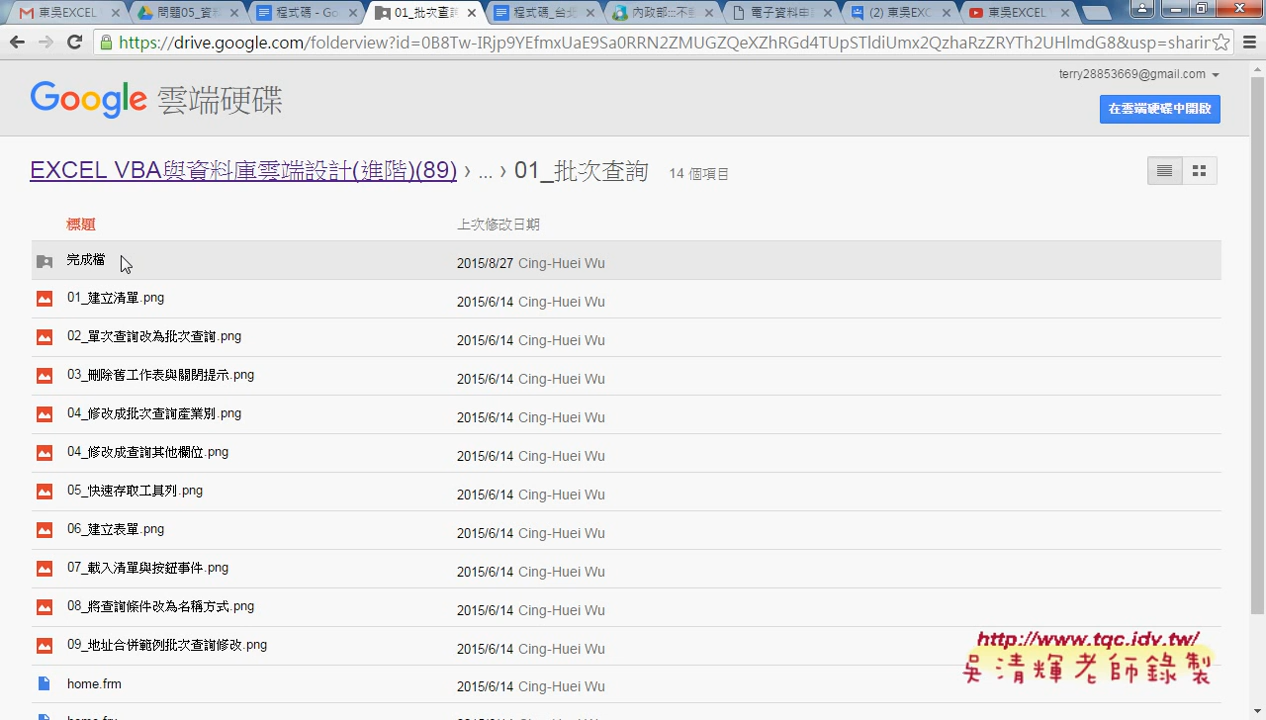 東吳EXCEL
問題05_資料
程式碼 - Go
01_批次查詢
程式碼_台北
內政部:::不動
電子資料申
(2) 東吳EXC
東吳EXCEL V
https://drive.google.com/folderview?id=0B8Tw-IRjp9YEfnxUaE9Sa0RRN2ZMUGZQeXZhRGd4TUpSTldiUmx2QzhaRzZRYTh2UHlmdG8&usp=sharin
terry28853669@gmail.com
Google 雲端硬碟
在雲端硬碟中開啟
EXCEL VBA與資料庫雲端設計(進階)(89) › ... › 01_批次查詢 14 個項目
標題 上次修改日期
完成檔 2015/8/27 Cing-Huei Wu
01_建立清單.png 2015/6/14 Cing-Huei Wu
02_單次查詢改為批次查詢.png 2015/6/14 Cing-Huei Wu
03_刪除舊工作表與關閉提示.png 2015/6/14 Cing-Huei Wu
04_修改成批次查詢產業別.png 2015/6/14 Cing-Huei Wu
04_修改成查詢其他欄位.png 2015/6/14 Cing-Huei Wu
05_快速存取工具列.png 2015/6/14 Cing-Huei Wu
06_建立表單.png 2015/6/14 Cing-Huei Wu
07_載入清單與按鈕事件.png 2015/6/14 Cing-Huei Wu
08_將查詢條件改為名稱方式.png 2015/6/14 Cing-Huei Wu
09_地址合併範例批次查詢修改.png 2015/6/14 Cing-Huei Wu
http://www.tqc.idv.tw/
吳清輝老師錄製
home.frm 2015/6/14 Cing-Huei Wu